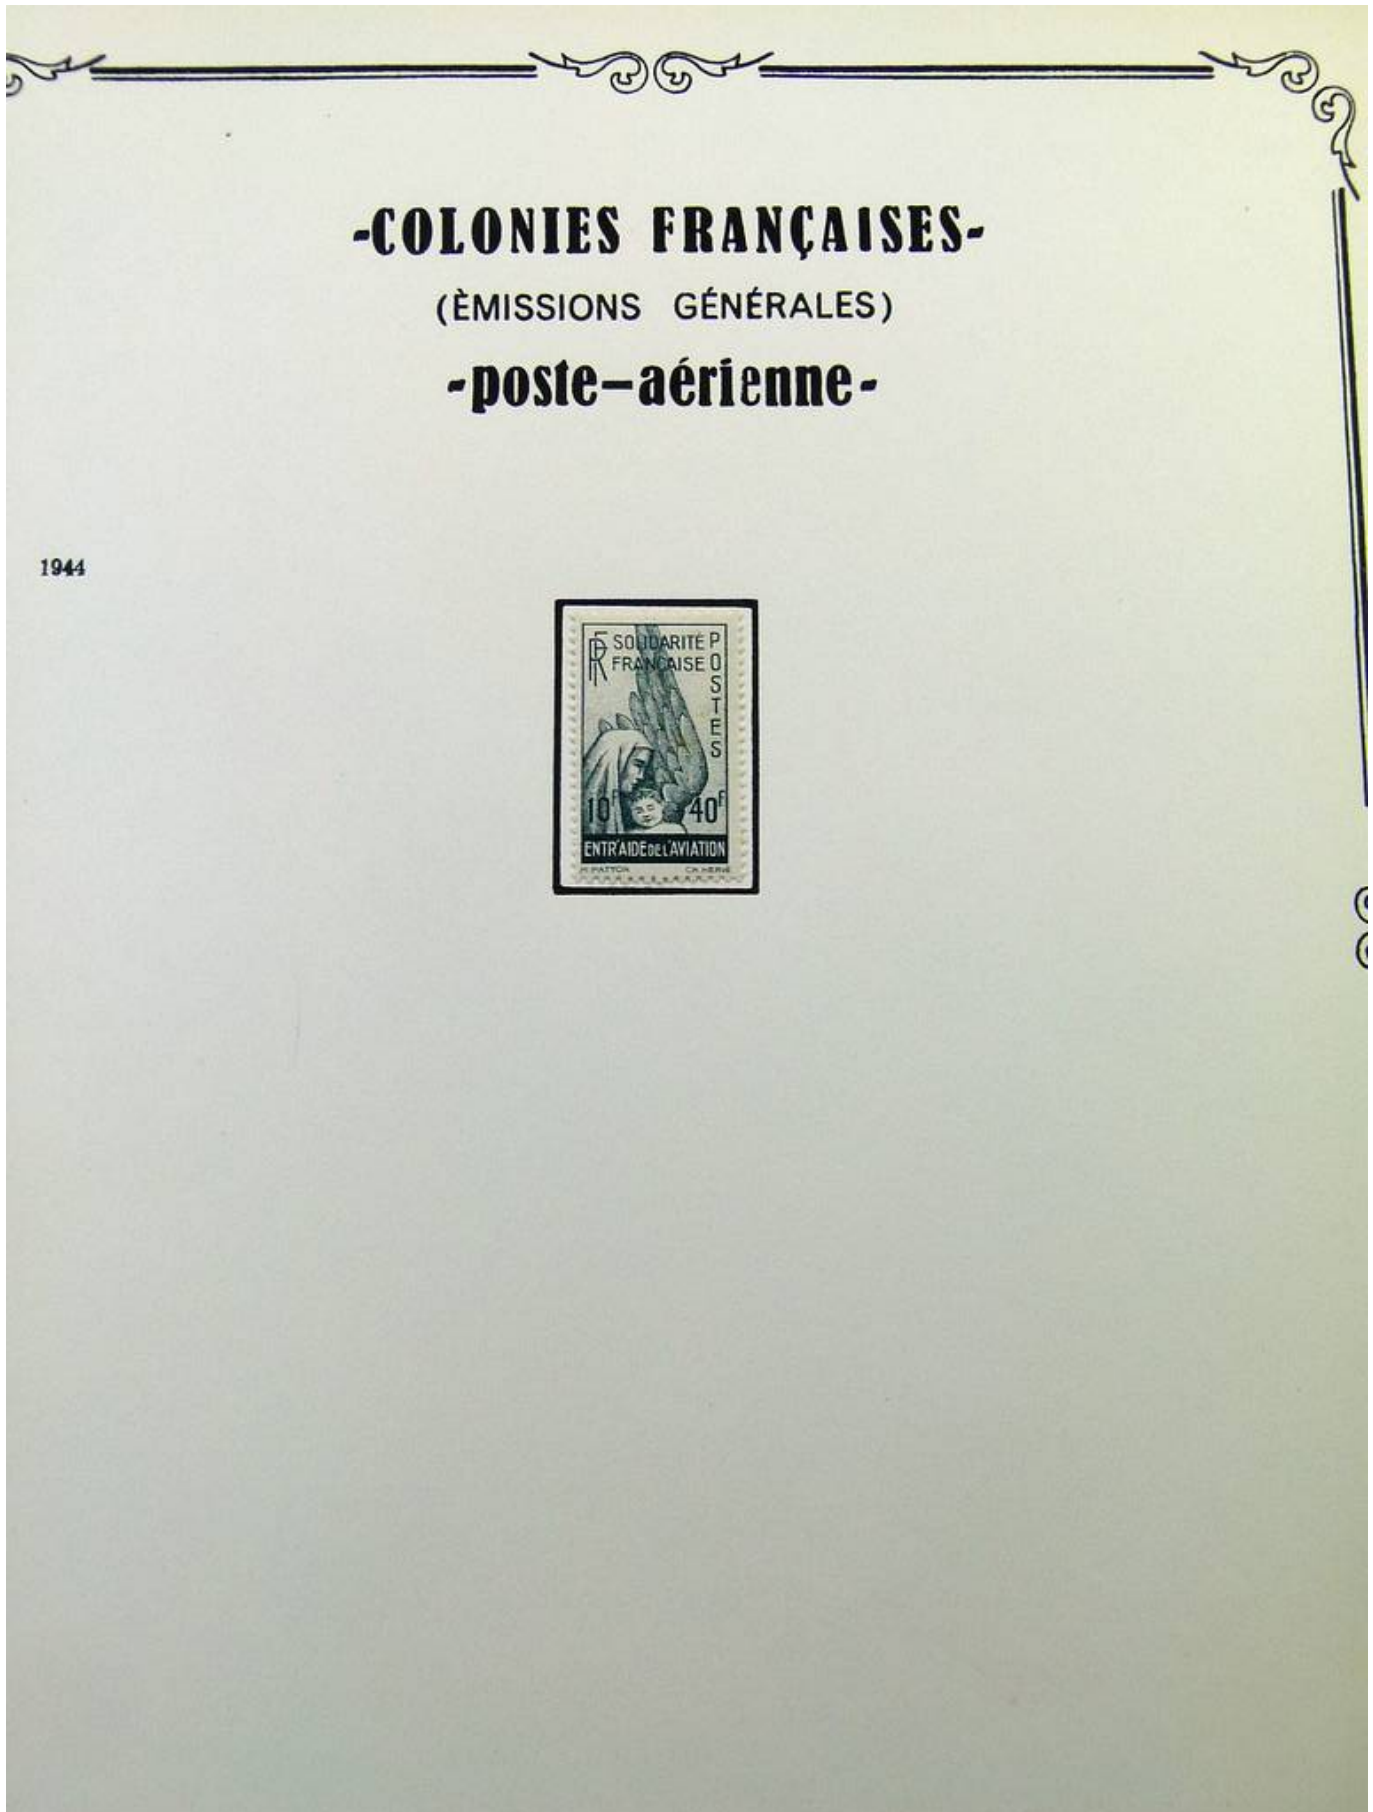 -COLONIES FRANÇAISES-
(ÈMISSIONS GÉNÉRALES)
-poste-aérienne-
1944
RF SOLIDARITÉ
FRANÇAISE
POSTES
10F 40F
ENTR'AIDE DE L'AVIATION